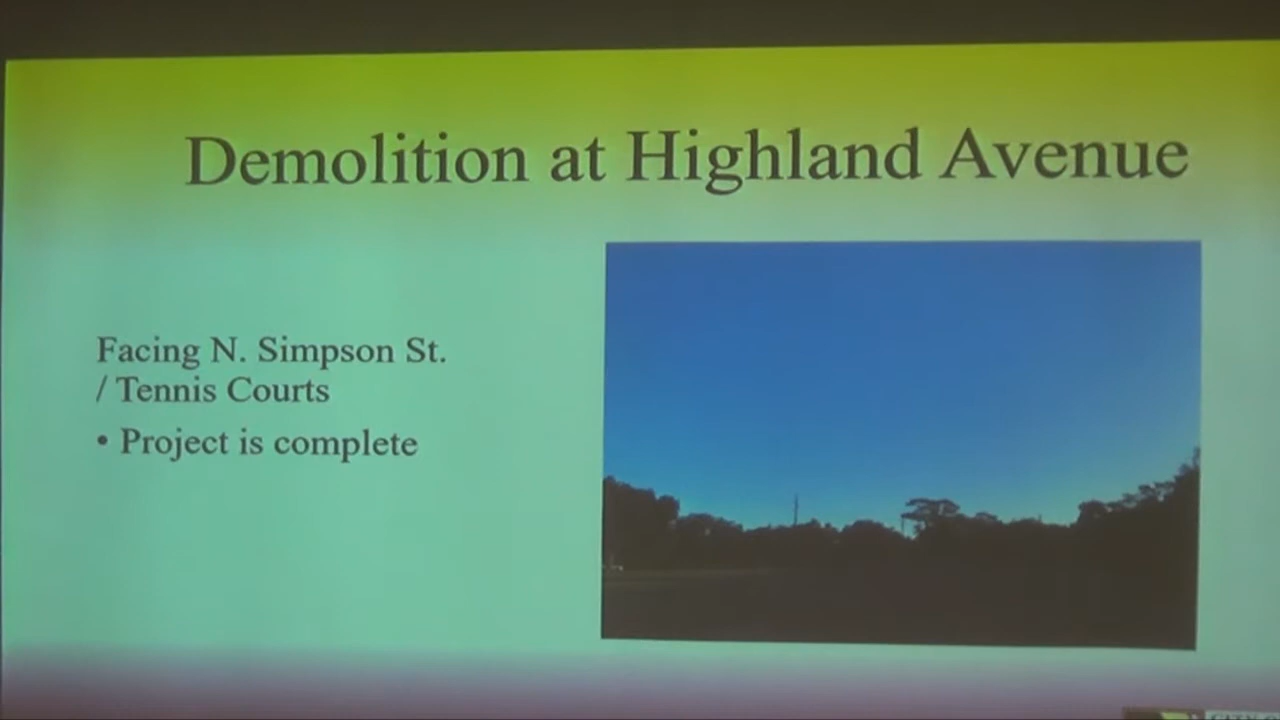 Demolition at Highland Avenue
Facing N. Simpson St.
/ Tennis Courts
• Project is complete